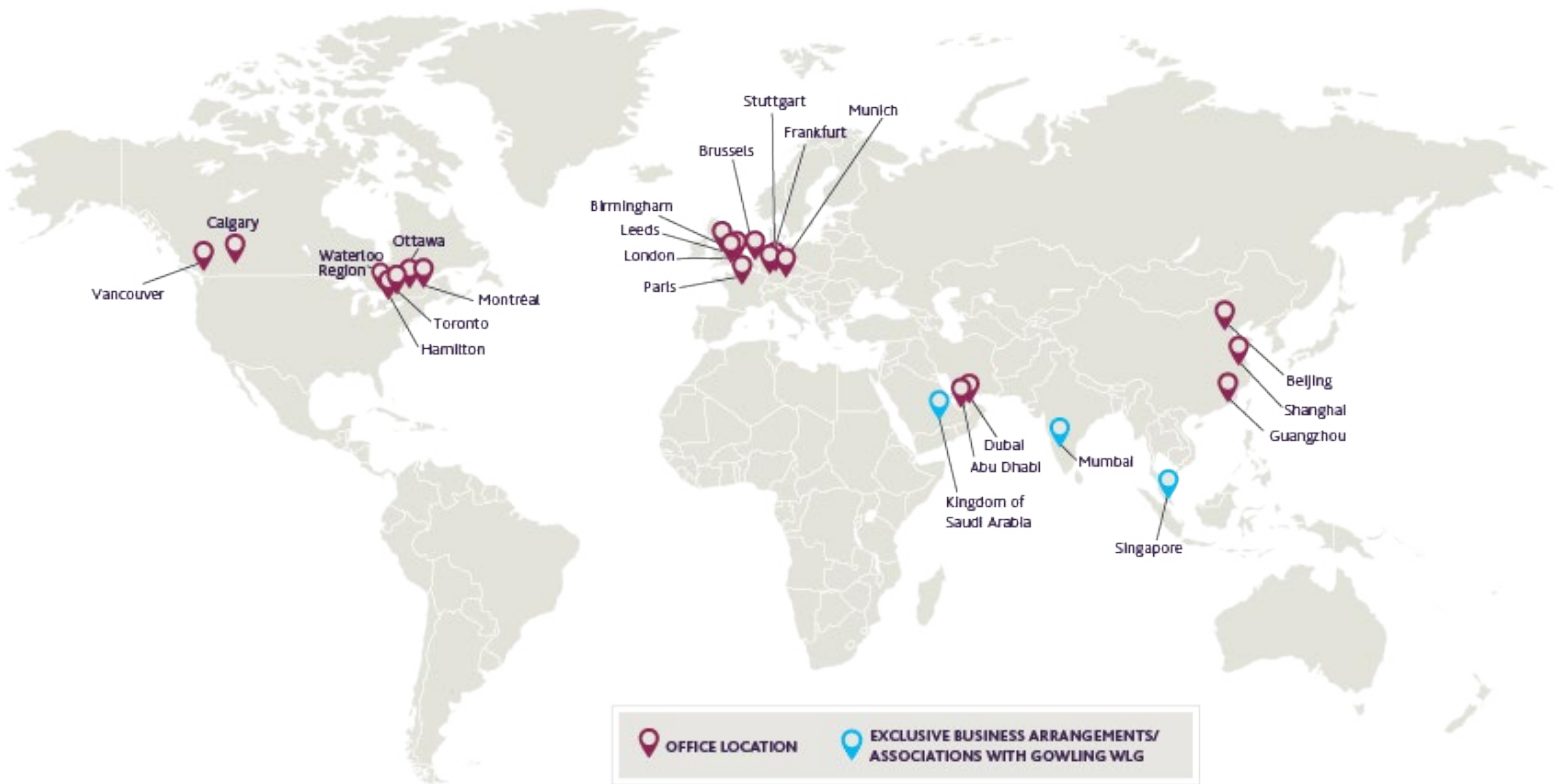 Stuttgart
Munich
Frankfurt
Brussels
Birmingham
Leeds
London
Paris
Calgary
Waterloo
Region
Ottawa
Vancouver
Montréal
Toronto
Hamilton
Beijing
Shanghai
Guangzhou
Dubai
Abu Dhabi
Mumbai
Kingdom of
Saudi Arabia
Singapore
OFFICE LOCATION
EXCLUSIVE BUSINESS ARRANGEMENTS/
ASSOCIATIONS WITH GOWLING WLG